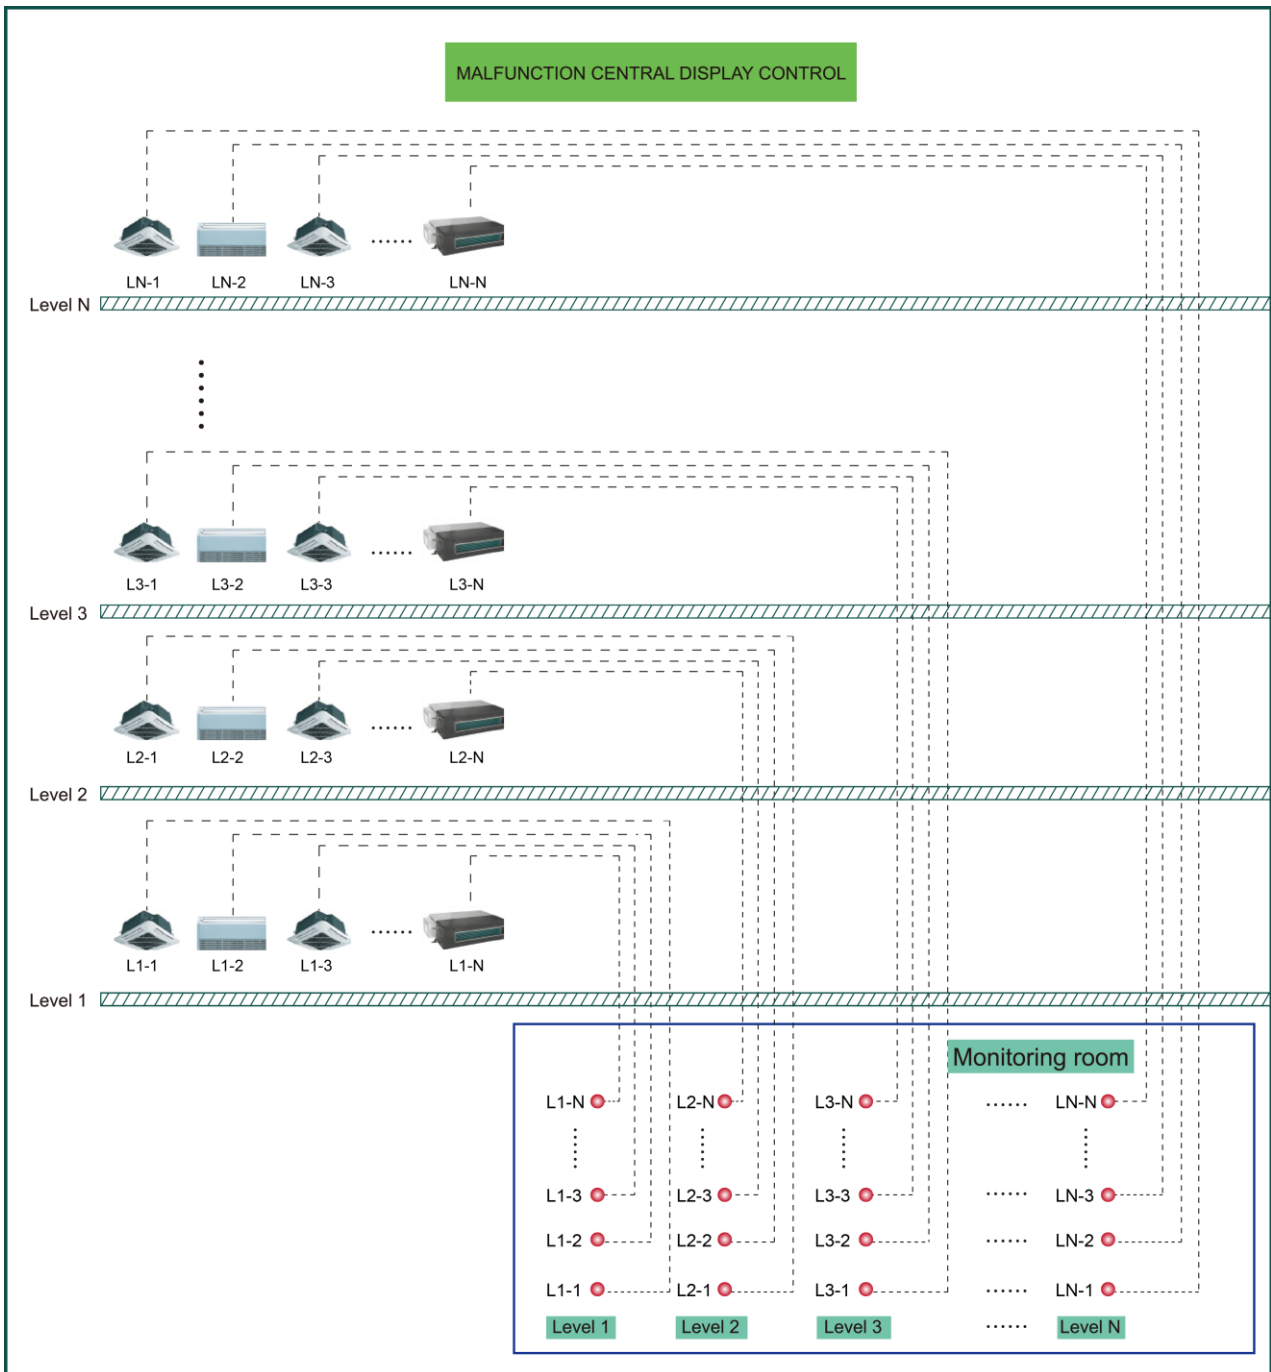 MALFUNCTION CENTRAL DISPLAY CONTROL
LN-1 LN-2 LN-3 ...... LN-N
Level N
......
L3-1 L3-2 L3-3 ...... L3-N
Level 3
L2-1 L2-2 L2-3 ...... L2-N
Level 2
L1-1 L1-2 L1-3 ...... L1-N
Level 1
Monitoring room
L1-N L2-N L3-N ...... LN-N
L1-3 L2-3 L3-3 ...... LN-3
L1-2 L2-2 L3-2 ...... LN-2
L1-1 L2-1 L3-1 ...... LN-1
Level 1 Level 2 Level 3 ...... Level N